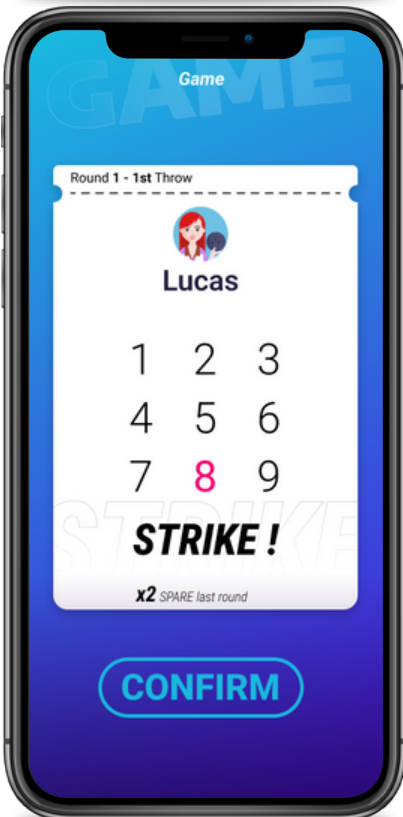 GAME
Game
Round 1 - 1st Throw
Lucas
1 2 3
4 5 6
7 8 9
STRIKE
STRIKE !
x2 SPARE last round
CONFIRM